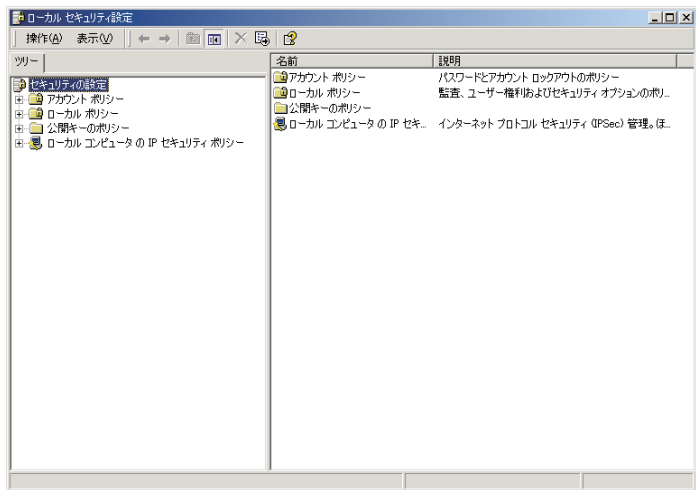 ローカル セキュリティ設定
操作(A) 表示(V)
ツリー
セキュリティの設定
アカウント ポリシー
ローカル ポリシー
公開キーのポリシー
ローカル コンピュータ の IP セキュリティ ポリシー
名前 説明
アカウント ポリシー パスワードとアカウント ロックアウトのポリシー
ローカル ポリシー 監査、ユーザー権利およびセキュリティ オプションのポリ...
公開キーのポリシー
ローカル コンピュータ の IP セキ... インターネット プロトコル セキュリティ (IPSec) 管理。ほ...